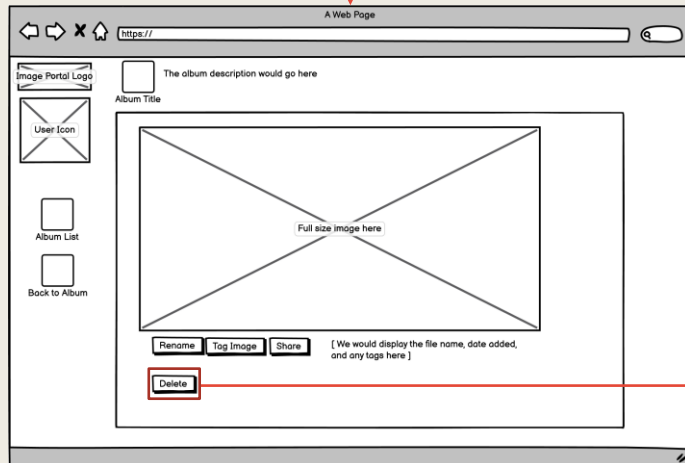 A Web Page
https://
Image Portal Logo
The album description would go here
Album Title
User Icon
Full size image here
Album List
Back to Album
Rename
Tag Image
Share
[ We would display the file name, date added,
and any tags here ]
Delete